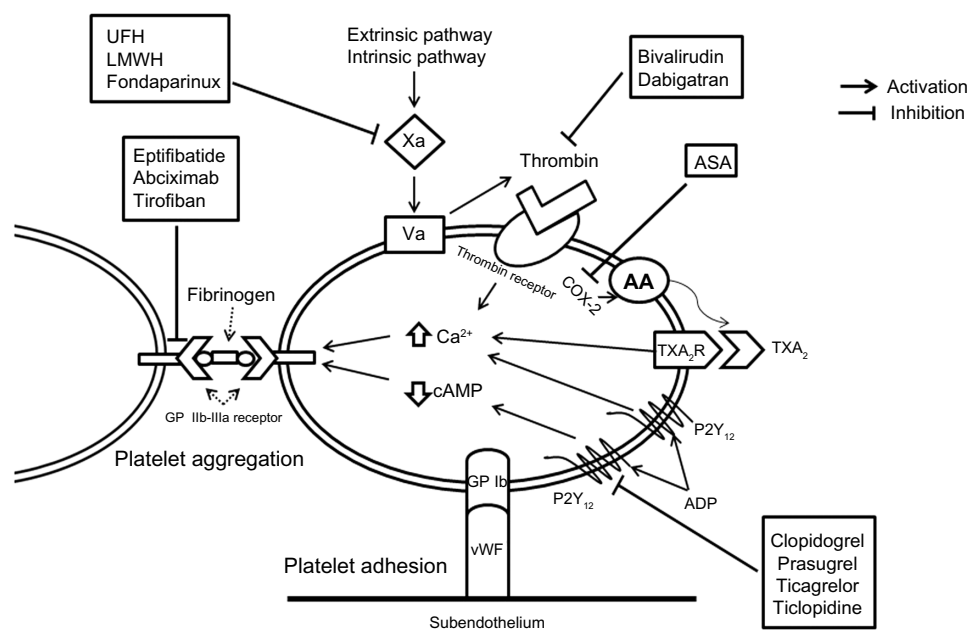 UFH
LMWH
Fondaparinux
Extrinsic pathway
Intrinsic pathway
Bivalirudin
Dabigatran
Activation
Inhibition
Xa
Thrombin
ASA
Eptifibatide
Abciximab
Tirofiban
Va
Thrombin receptor
COX-2
AA
Fibrinogen
Ca²⁺
TXA₂R
TXA₂
cAMP
GP IIb-IIIa receptor
P2Y₁₂
Platelet aggregation
GP Ib
P2Y₁₂
ADP
vWF
Platelet adhesion
Clopidogrel
Prasugrel
Ticagrelor
Ticlopidine
Subendothelium